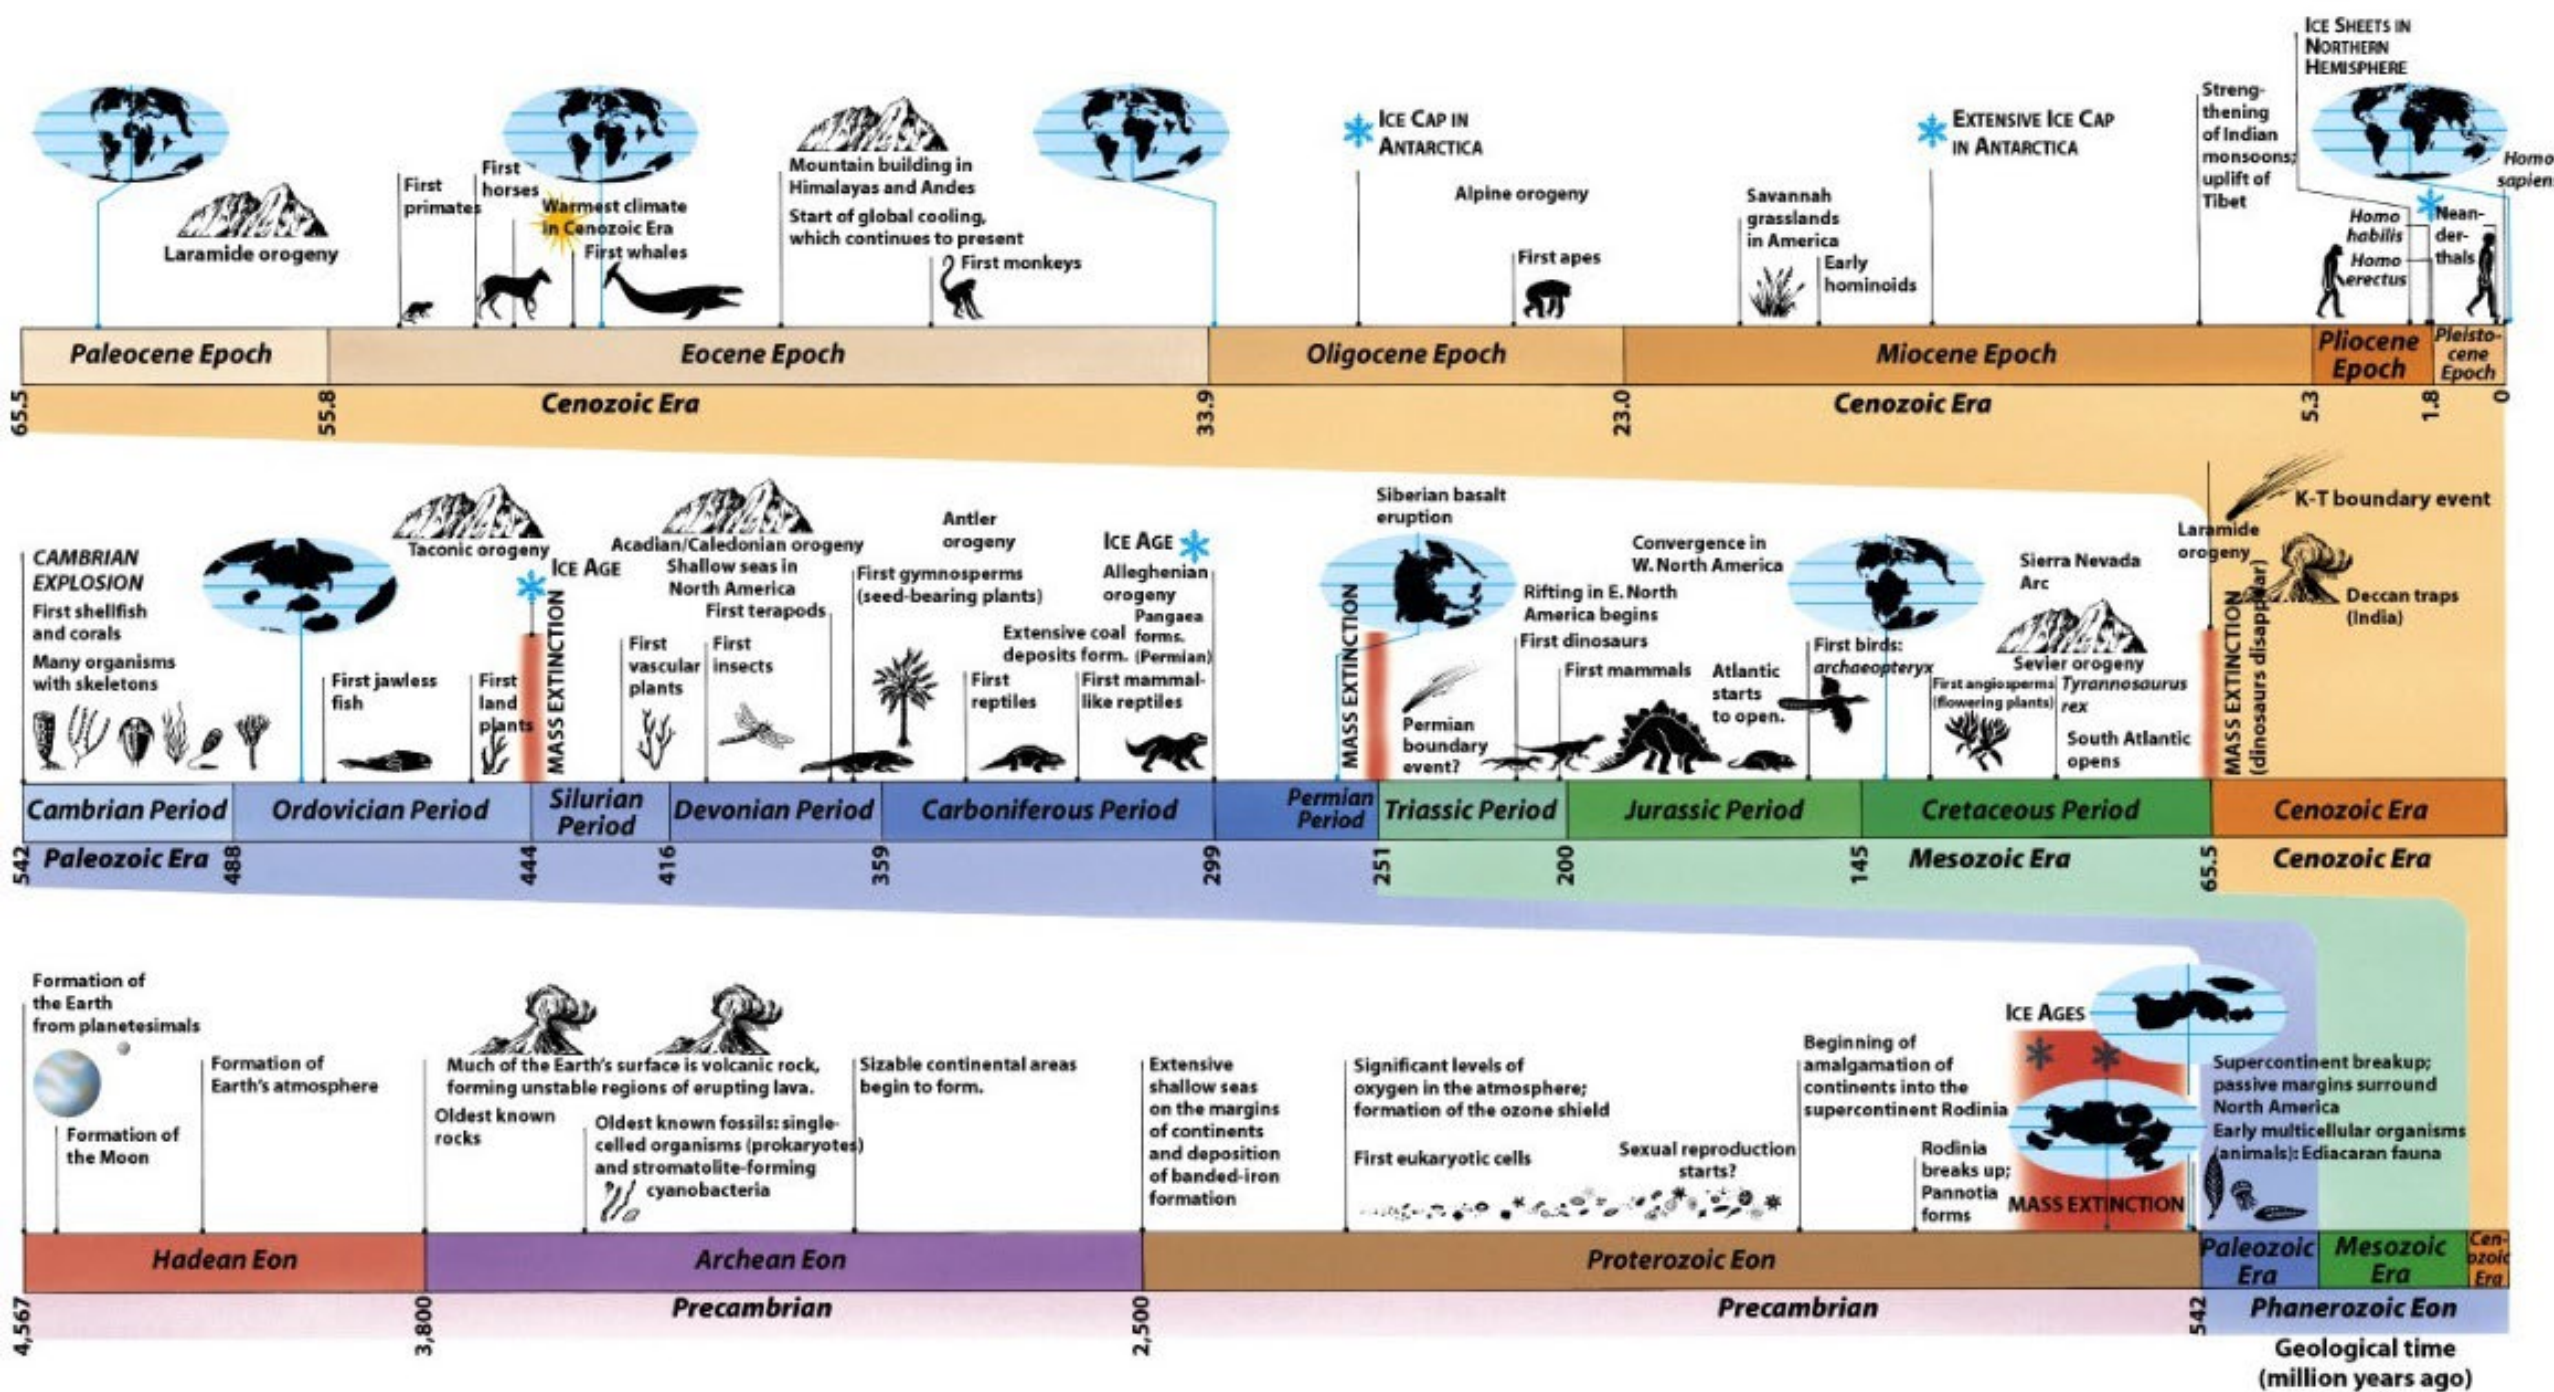 ICE SHEETS IN
NORTHERN
HEMISPHERE
Streng-
thening
of Indian
monsoons;
uplift of
Tibet
ICE CAP IN
ANTARCTICA
EXTENSIVE ICE CAP
IN ANTARCTICA
Homo
sapiens
First
horses
First
primates
Mountain building in
Himalayas and Andes
Start of global cooling,
which continues to present
Alpine orogeny
Savannah
grasslands
in America
Warmest climate
in Cenozoic Era
Laramide orogeny
First whales
First monkeys
First apes
Early
hominoids
Homo
habilis
Homo
erectus
Nean-
der-
thals
Paleocene Epoch
Eocene Epoch
Oligocene Epoch
Miocene Epoch
Pliocene
Epoch
Pleisto-
cene
Epoch
65.5
55.8
Cenozoic Era
33.9
23.0
Cenozoic Era
5.3
1.8
0
CAMBRIAN
EXPLOSION
First shellfish
and corals
Many organisms
with skeletons
First jawless
fish
Taconic orogeny
ICE AGE
First
land
plants
MASS EXTINCTION
Acadian/Caledonian orogeny
Shallow seas in
North America
First terapods
First
vascular
plants
First
insects
First gymnosperms
(seed-bearing plants)
Antler
orogeny
ICE AGE
Alleghenian
orogeny
Pangaea
forms.
(Permian)
Extensive coal
deposits form.
First
reptiles
First mammal-
like reptiles
Siberian basalt
eruption
MASS EXTINCTION
Permian
boundary
event?
Convergence in
W. North America
Rifting in E. North
America begins
First dinosaurs
First mammals
Atlantic
starts
to open.
First birds:
archaeopteryx
First angiosperms
(flowering plants)
Sierra Nevada
Arc
Sevier orogeny
Tyrannosaurus
rex
South Atlantic
opens
Laramide
orogeny
MASS EXTINCTION
(dinosaurs disappear)
K-T boundary event
Deccan traps
(India)
Cambrian Period
Ordovician Period
Silurian
Period
Devonian Period
Carboniferous Period
Permian
Period
Triassic Period
Jurassic Period
Cretaceous Period
Cenozoic Era
542
Paleozoic Era
488
444
416
359
299
251
200
145
Mesozoic Era
65.5
Cenozoic Era
Formation of
the Earth
from planetesimals
Formation of
the Moon
Formation of
Earth's atmosphere
Much of the Earth's surface is volcanic rock,
forming unstable regions of erupting lava.
Oldest known
rocks
Oldest known fossils: single-
celled organisms (prokaryotes)
and stromatolite-forming
cyanobacteria
Sizable continental areas
begin to form.
Extensive
shallow seas
on the margins
of continents
and deposition
of banded-iron
formation
Significant levels of
oxygen in the atmosphere;
formation of the ozone shield
First eukaryotic cells
Sexual reproduction
starts?
Beginning of
amalgamation of
continents into the
supercontinent Rodinia
Rodinia
breaks up;
Pannotia
forms
ICE AGES
MASS EXTINCTION
Supercontinent breakup;
passive margins surround
North America
Early multicellular organisms
(animals): Ediacaran fauna
Hadean Eon
Archean Eon
Proterozoic Eon
Paleozoic
Era
Mesozoic
Era
Cen-
ozoic
Era
4,567
3,800
Precambrian
2,500
Precambrian
542
Phanerozoic Eon
Geological time
(million years ago)